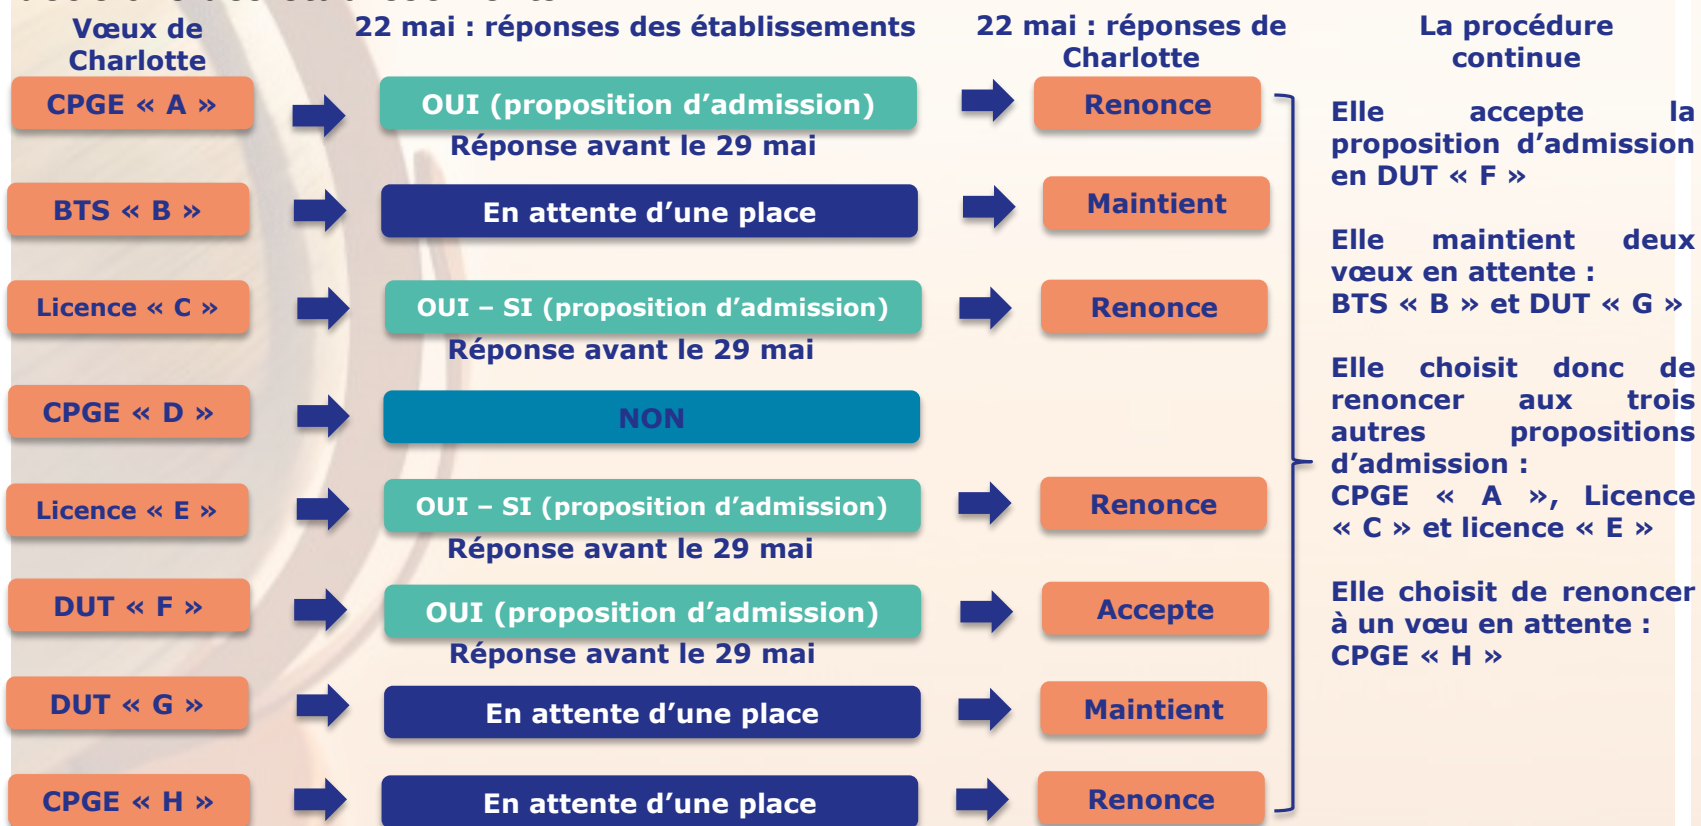 Vœux de
Charlotte
22 mai : réponses des établissements
22 mai : réponses de
Charlotte
La procédure
continue
CPGE « A »
OUI (proposition d’admission)
Réponse avant le 29 mai
Renonce
BTS « B »
En attente d’une place
Maintient
Licence « C »
OUI – SI (proposition d’admission)
Réponse avant le 29 mai
Renonce
CPGE « D »
NON
Licence « E »
OUI – SI (proposition d’admission)
Réponse avant le 29 mai
Renonce
DUT « F »
OUI (proposition d’admission)
Réponse avant le 29 mai
Accepte
DUT « G »
En attente d’une place
Maintient
CPGE « H »
En attente d’une place
Renonce
Elle accepte la
proposition d’admission
en DUT « F »
Elle maintient deux
vœux en attente :
BTS « B » et DUT « G »
Elle choisit donc de
renoncer aux trois
autres propositions
d’admission :
CPGE « A », Licence
« C » et licence « E »
Elle choisit de renoncer
à un vœu en attente :
CPGE « H »